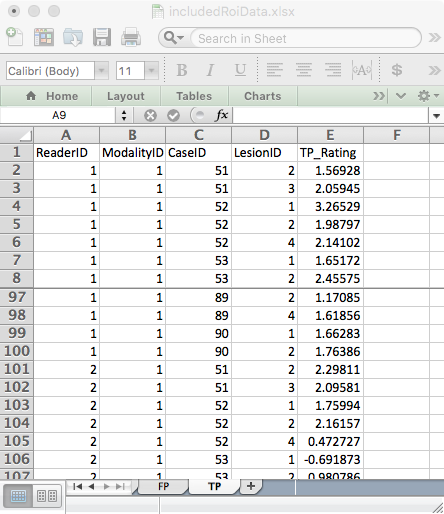 includedRoiData.xlsx
Search in Sheet
Calibri (Body) 11 B I U A $
Home Layout Tables Charts
A9 fx
A B C D E F
1 ReaderID ModalityID CaseID LesionID TP_Rating
2 1 1 51 2 1.56928
3 1 1 51 3 2.05945
4 1 1 52 1 3.26529
5 1 1 52 2 1.98797
6 1 1 52 4 2.14102
7 1 1 53 1 1.65172
8 1 1 53 2 2.45575
97 1 1 89 2 1.17085
98 1 1 89 4 1.61856
99 1 1 90 1 1.66283
100 1 1 90 2 1.76386
101 2 1 51 2 2.29811
102 2 1 51 3 2.09581
103 2 1 52 1 1.75994
104 2 1 52 2 2.16157
105 2 1 52 4 0.472727
106 2 1 53 1 -0.691873
107 2 1 53 2 0.980786
FP TP +